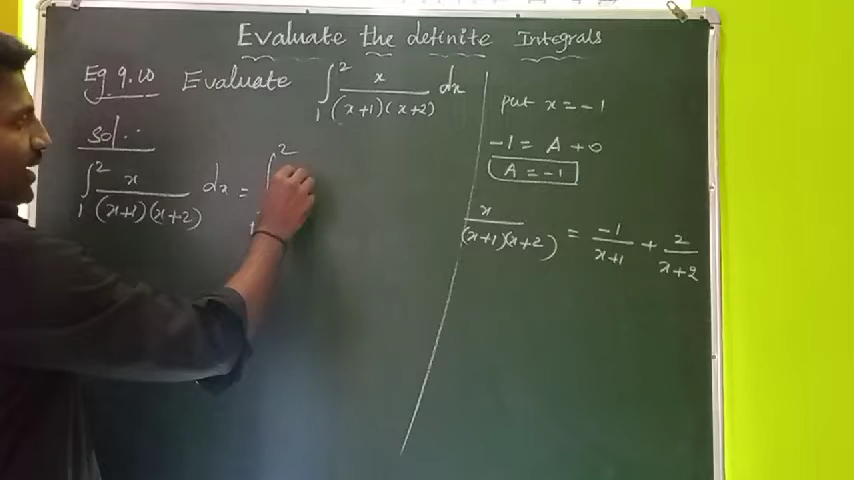 Evaluate the definite Integrals
Eg 9.10 Evaluate ∫₁² x/((x+1)(x+2)) dx
Sol:
∫₁² x/((x+1)(x+2)) dx = ∫₁²
put x = -1
-1 = A + 0
A = -1
x/((x+1)(x+2)) = -1/(x+1) + 2/(x+2)